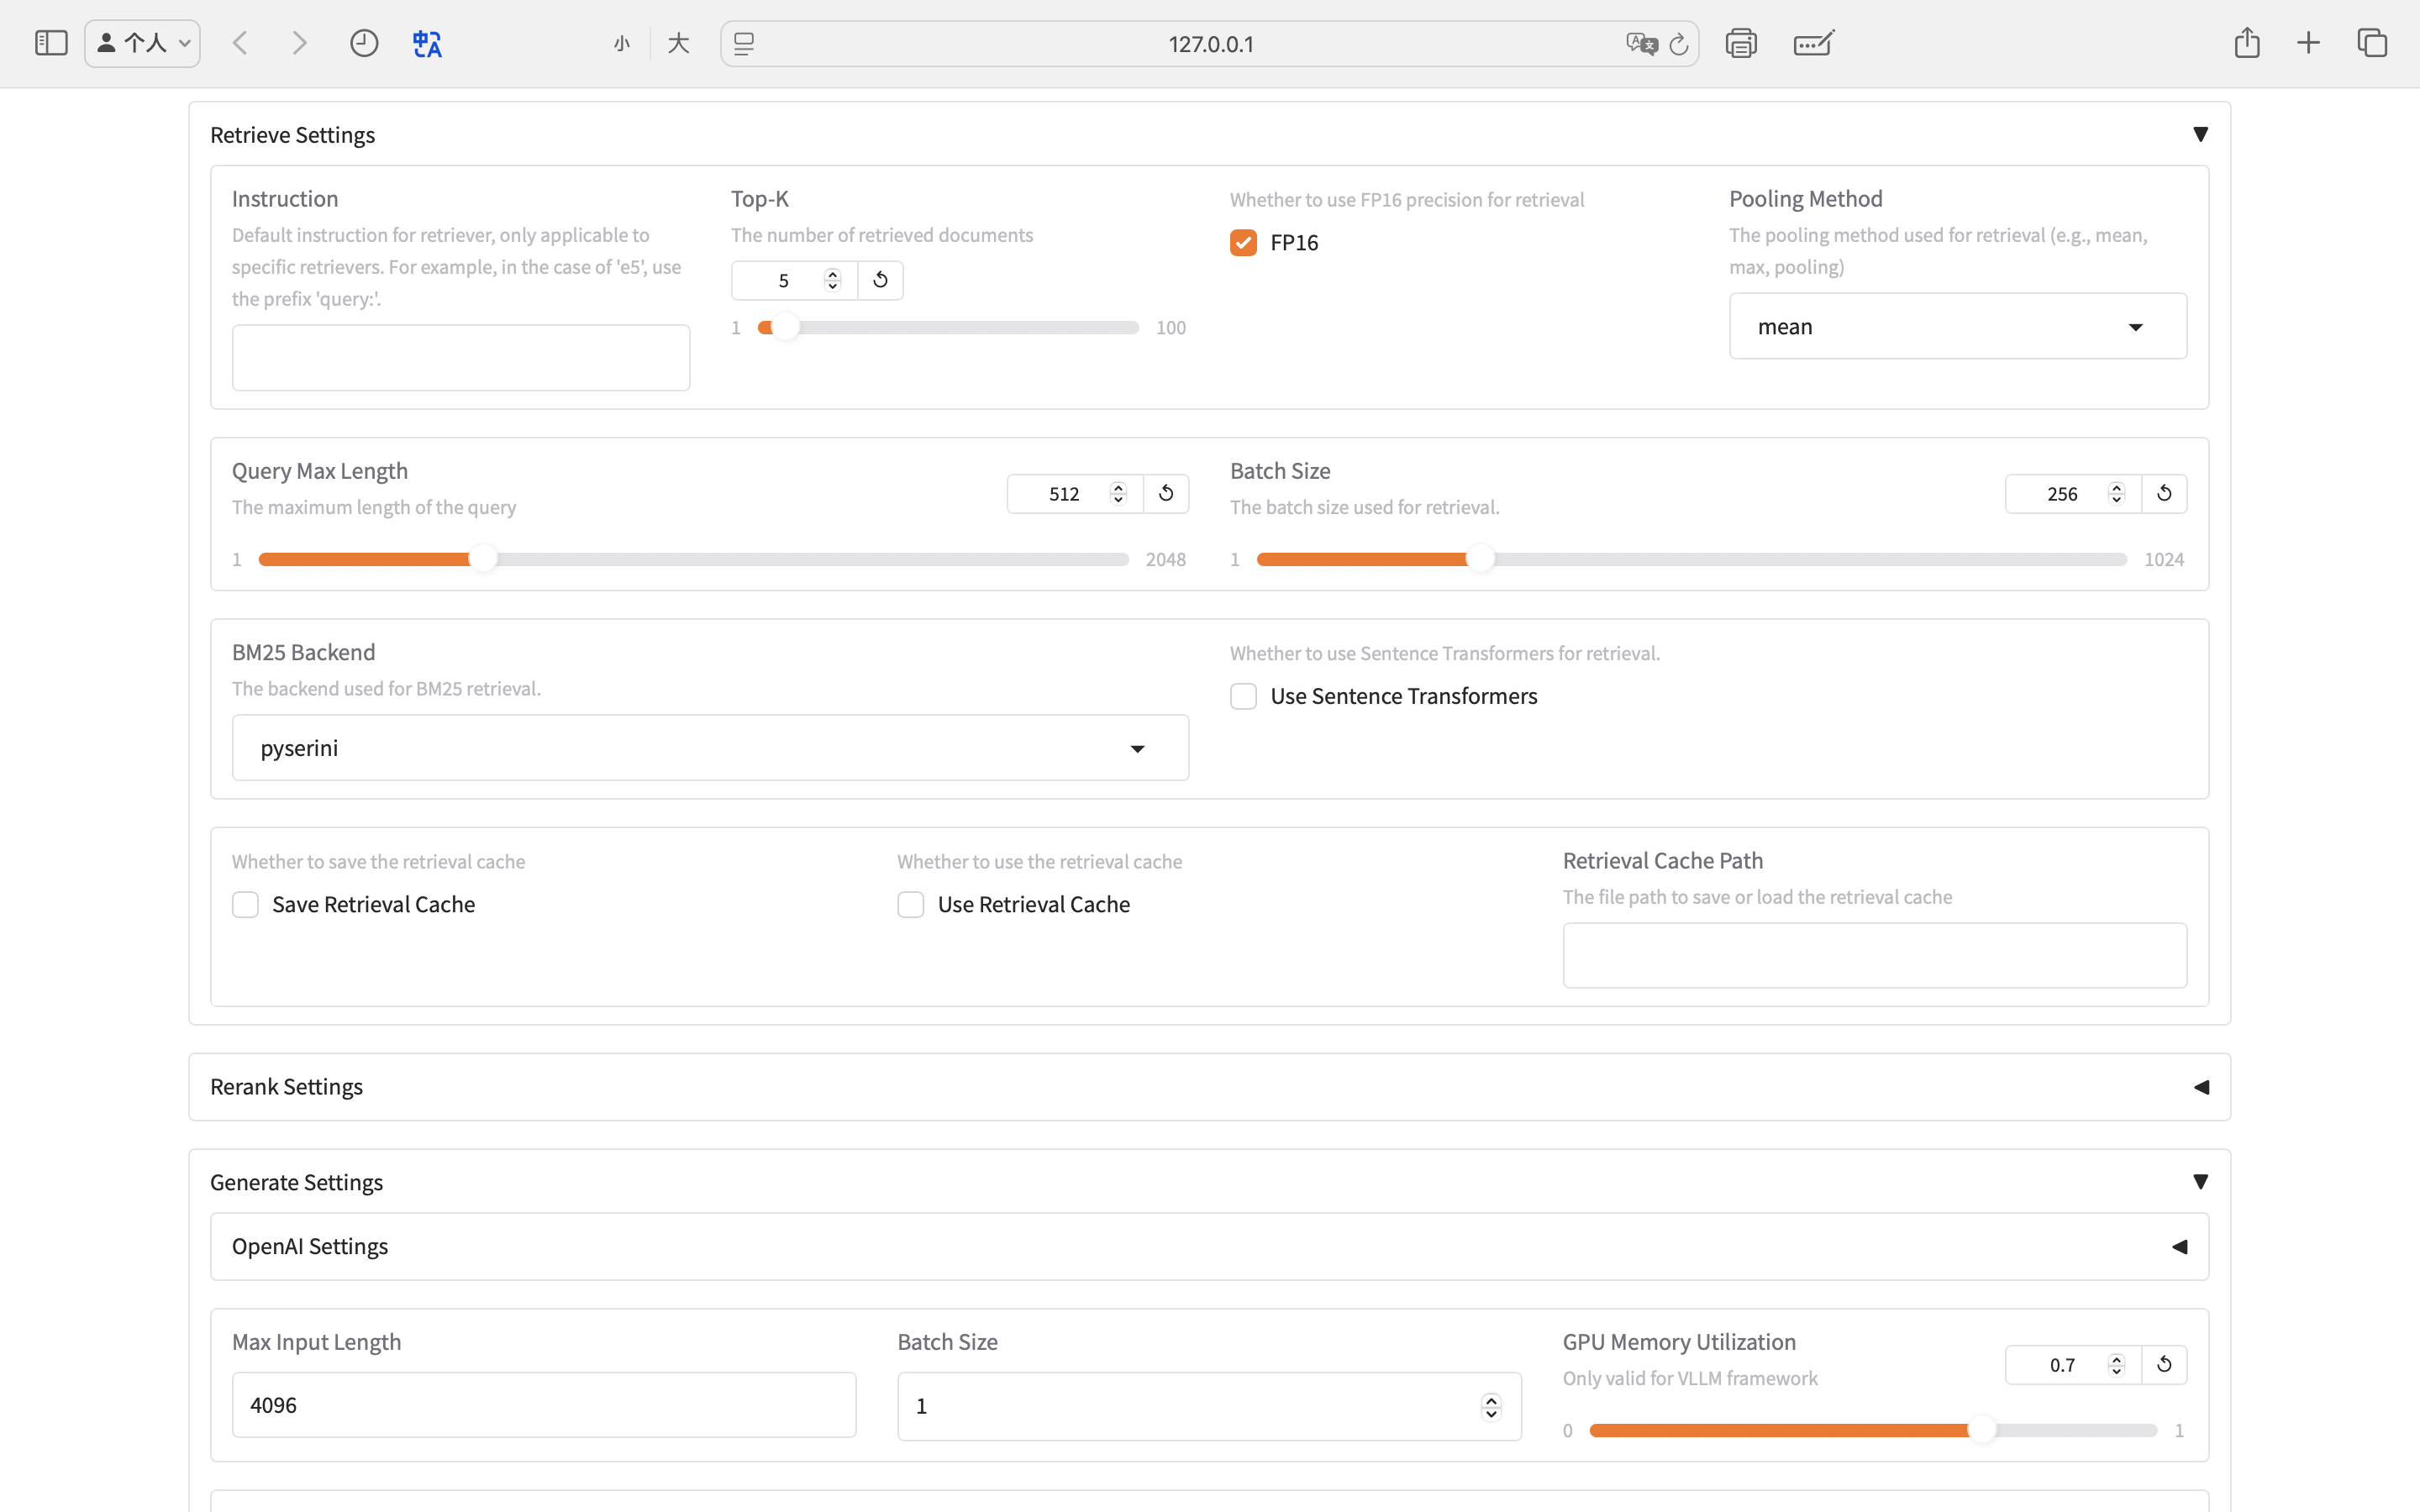 个人
小 大
127.0.0.1
Retrieve Settings
Instruction
Default instruction for retriever, only applicable to
specific retrievers. For example, in the case of 'e5', use
the prefix 'query:'.
Top-K
The number of retrieved documents
5
1 100
Whether to use FP16 precision for retrieval
FP16
Pooling Method
The pooling method used for retrieval (e.g., mean,
max, pooling)
mean
Query Max Length
The maximum length of the query
512
1 2048
Batch Size
The batch size used for retrieval.
256
1 1024
BM25 Backend
The backend used for BM25 retrieval.
pyserini
Whether to use Sentence Transformers for retrieval.
Use Sentence Transformers
Whether to save the retrieval cache
Save Retrieval Cache
Whether to use the retrieval cache
Use Retrieval Cache
Retrieval Cache Path
The file path to save or load the retrieval cache
Rerank Settings
Generate Settings
OpenAI Settings
Max Input Length
4096
Batch Size
1
GPU Memory Utilization
Only valid for VLLM framework
0.7
0 1